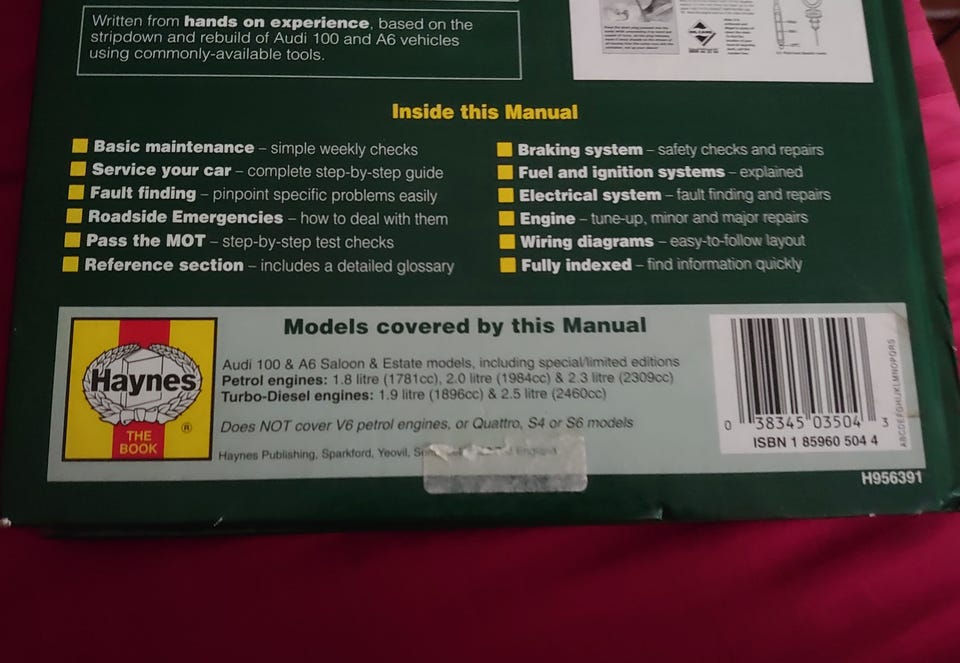 Written from hands on experience, based on the
stripdown and rebuild of Audi 100 and A6 vehicles
using commonly-available tools.
Inside this Manual
Basic maintenance – simple weekly checks
Service your car – complete step-by-step guide
Fault finding – pinpoint specific problems easily
Roadside Emergencies – how to deal with them
Pass the MOT – step-by-step test checks
Reference section – includes a detailed glossary
Braking system – safety checks and repairs
Fuel and ignition systems – explained
Electrical system – fault finding and repairs
Engine – tune-up, minor and major repairs
Wiring diagrams – easy-to-follow layout
Fully indexed – find information quickly
Haynes
®
THE
BOOK
Models covered by this Manual
Audi 100 & A6 Saloon & Estate models, including special/limited editions
Petrol engines: 1.8 litre (1781cc), 2.0 litre (1984cc) & 2.3 litre (2309cc)
Turbo-Diesel engines: 1.9 litre (1896cc) & 2.5 litre (2460cc)
Does NOT cover V6 petrol engines, or Quattro, S4 or S6 models
Haynes Publishing, Sparkford, Yeovil, England
0 38345 03504 3
ISBN 1 85960 504 4
ABCDEFGHIJKLMNOPQRS
H956391